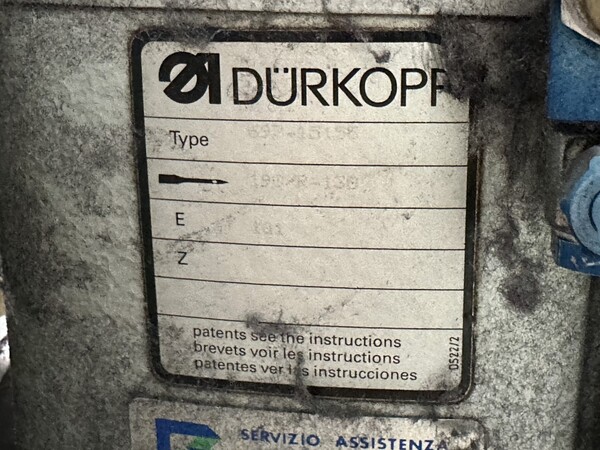 DÜRKOPP
Type
E
Z
patents see the instructions
brevets voir les instructions
patentes ver las instrucciones
0522/2
SERVIZIO ASSISTENZA